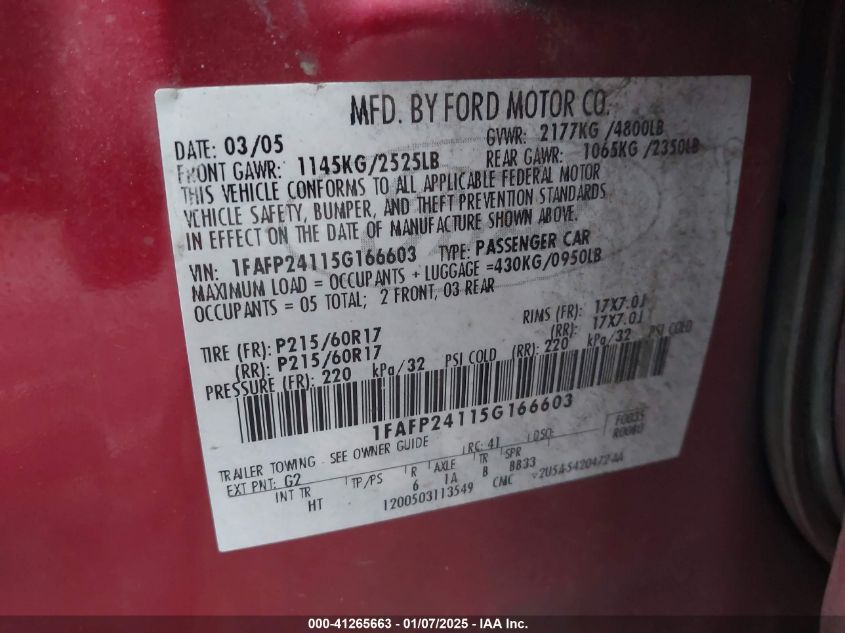 MFD. BY FORD MOTOR CO.
DATE: 03/05 GVWR: 2177KG /4800LB
FRONT GAWR: 1145KG/2525LB REAR GAWR: 1065KG /2350LB
THIS VEHICLE CONFORMS TO ALL APPLICABLE FEDERAL MOTOR
VEHICLE SAFETY, BUMPER, AND THEFT PREVENTION STANDARDS
IN EFFECT ON THE DATE OF MANUFACTURE SHOWN ABOVE.
VIN: 1FAFP24115G166603 TYPE: PASSENGER CAR
MAXIMUM LOAD = OCCUPANTS + LUGGAGE =430KG/0950LB
OCCUPANTS = 05 TOTAL; 2 FRONT, 03 REAR
TIRE (FR): P215/60R17 RIMS (FR): 17X7.0J
(RR): P215/60R17 (RR): 17X7.0J
PRESSURE (FR): 220 kPa/32 PSI COLD (RR): 220 kPa/32 PSI COLD
1FAFP24115G166603
TRAILER TOWING - SEE OWNER GUIDE RC: 41 DSO: F0035
R0080
EXT PNT: G2 TP/PS R AXLE TR SPR
INT TR 6 1A B BB33
HT 1200503113549 CMC
000-41265663 - 01/07/2025 - IAA Inc.